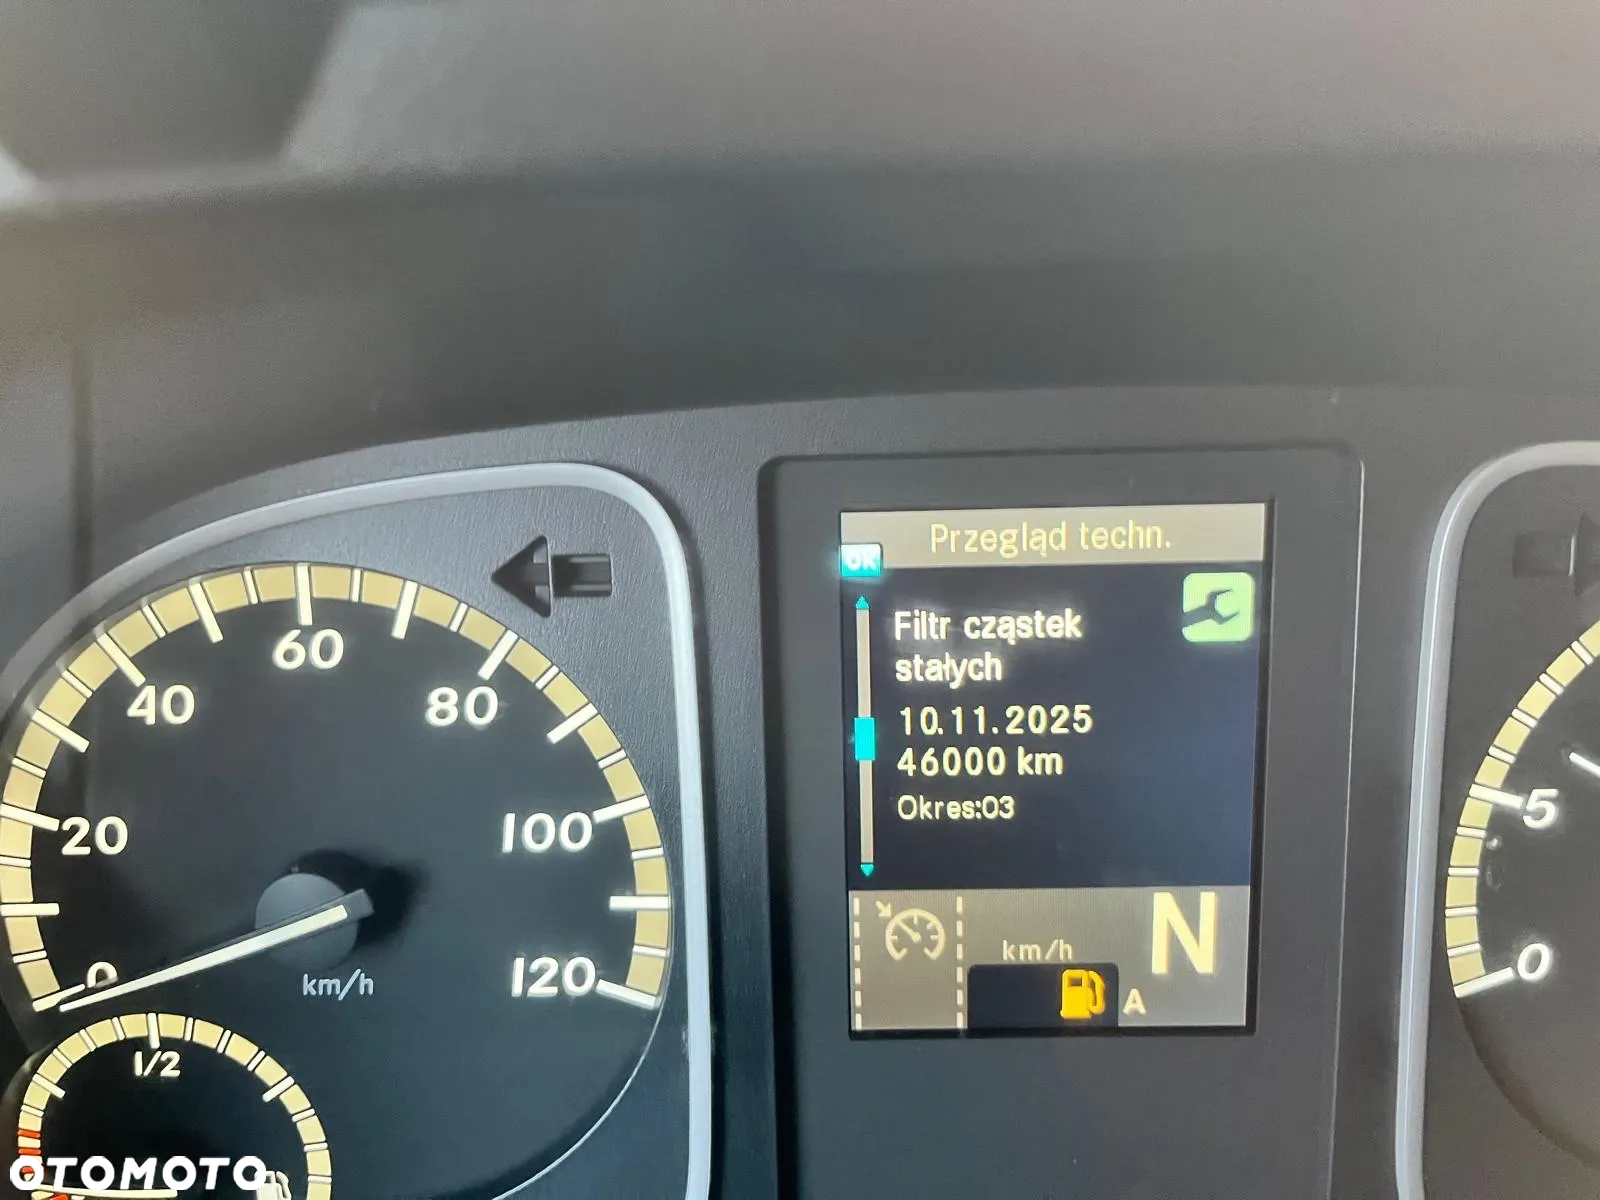 Przegląd techn.
OK
Filtr cząstek
stałych
10.11.2025
46000 km
Okres:03
km/h
N
A
0
20
40
60
80
100
120
km/h
1/2
5
0
OTOMOTO